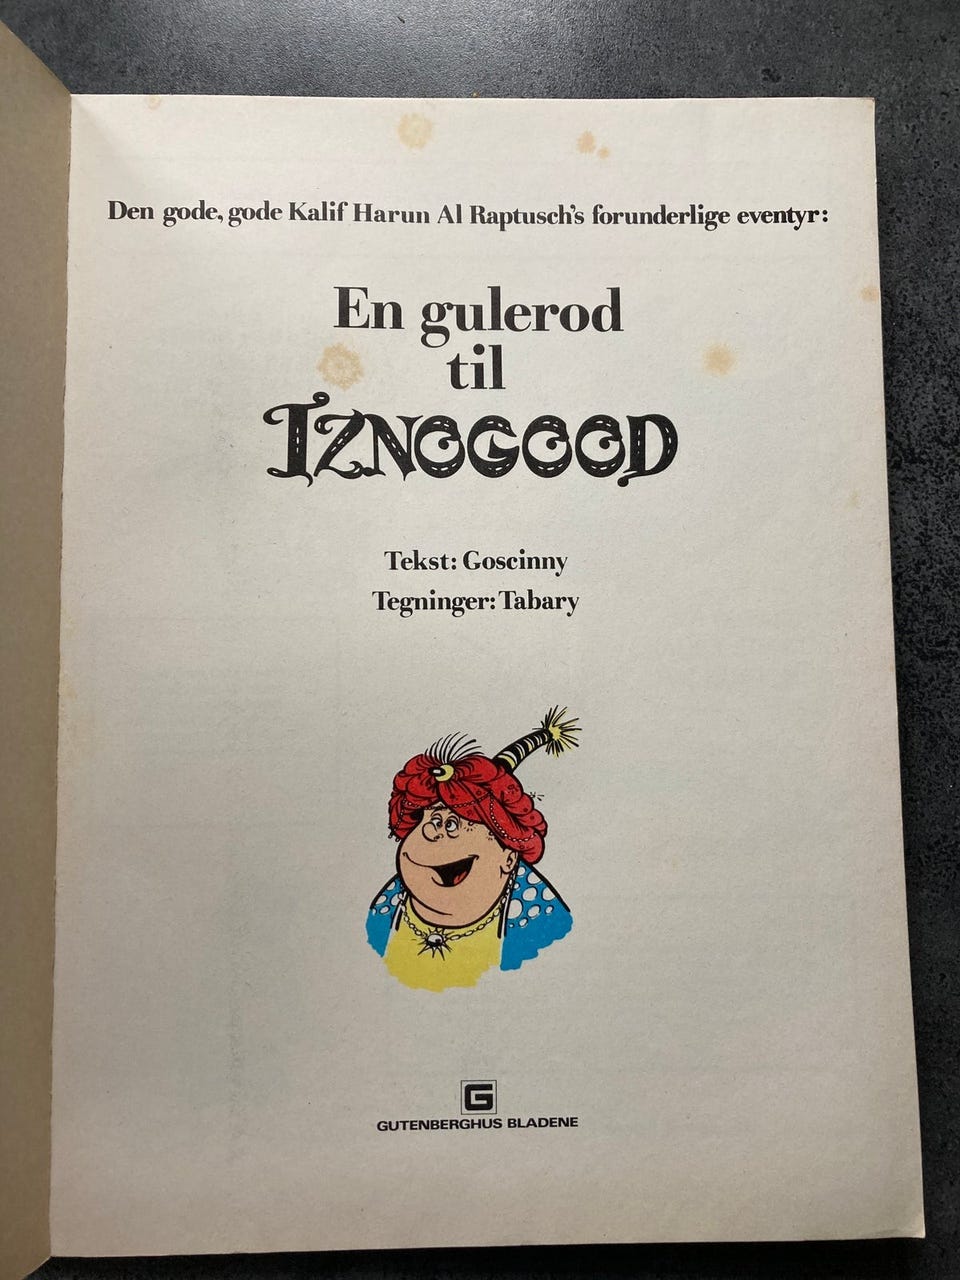 Den gode, gode Kalif Harun Al Raptusch's forunderlige eventyr:
En gulerod
til
IZNOGOOD
Tekst: Goscinny
Tegninger: Tabary
G
GUTENBERGHUS BLADENE